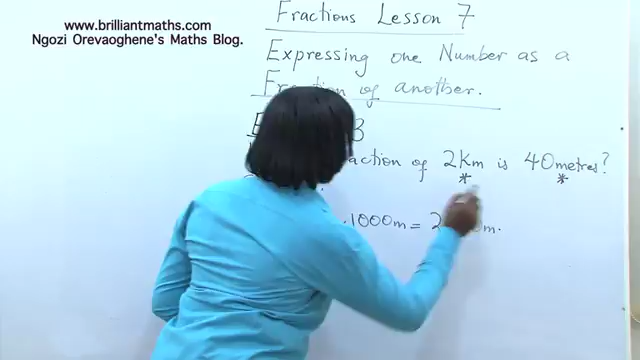 www.brilliantmaths.com
Ngozi Orevaoghene's Maths Blog.
Fractions Lesson 7
Expressing one Number as a
Fraction of another.
of 2Km is 40metres?
* *
1000m = m.